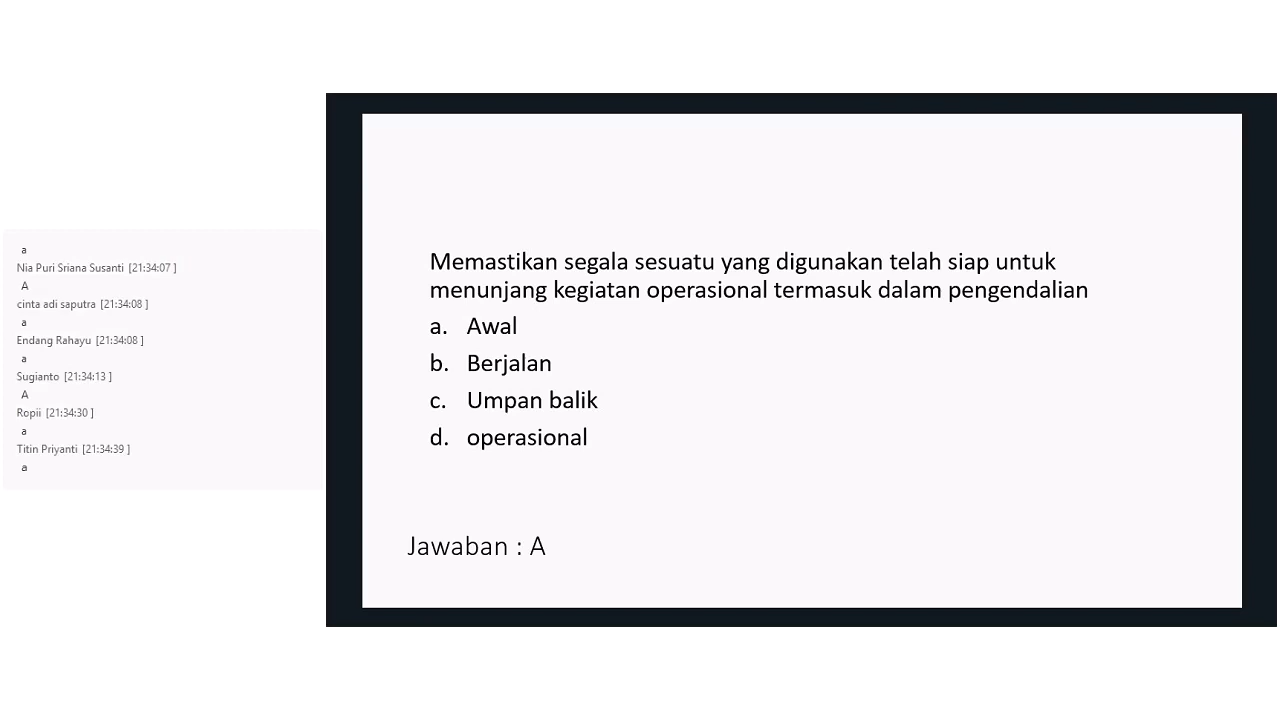 a
Nia Puri Sriana Susanti [21:34:07 ]
A
cinta adi saputra [21:34:08 ]
a
Endang Rahayu [21:34:08 ]
a
Sugianto [21:34:13 ]
A
Ropii [21:34:30 ]
a
Titin Priyanti [21:34:39 ]
a
Memastikan segala sesuatu yang digunakan telah siap untuk
menunjang kegiatan operasional termasuk dalam pengendalian
a. Awal
b. Berjalan
c. Umpan balik
d. operasional
Jawaban : A